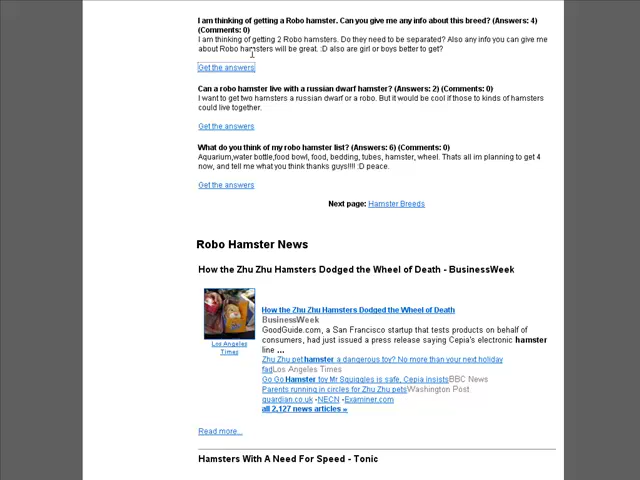 I am thinking of getting a Robo hamster. Can you give me any info about this breed? (Answers: 4)
(Comments: 0)
I am thinking of getting 2 Robo hamsters. Do they need to be separated? Also any info you can give me
about Robo hamsters will be great. :D also are girl or boys better to get?
Get the answers
Can a robo hamster live with a russian dwarf hamster? (Answers: 2) (Comments: 0)
I want to get two hamsters a russian dwarf or a robo. But it would be cool if those to kinds of hamsters
could live together.
Get the answers
What do you think of my robo hamster list? (Answers: 6) (Comments: 0)
Aquarium,water bottle,food bowl, food, bedding, tubes, hamster, wheel. Thats all im planning to get 4
now, and tell me what you think thanks guys!!!! :D peace.
Get the answers
Next page: Hamster Breeds
Robo Hamster News
How the Zhu Zhu Hamsters Dodged the Wheel of Death - BusinessWeek
How the Zhu Zhu Hamsters Dodged the Wheel of Death
BusinessWeek
GoodGuide.com, a San Francisco startup that tests products on behalf of
consumers, had just issued a press release saying Cepia's electronic hamster
line ...
Los Angeles
Times
Zhu Zhu pet hamster a dangerous toy? No more than your next holiday
fadLos Angeles Times
Go Go Hamster toy Mr Squiggles is safe, Cepia insistsBBC News
Parents running in circles for Zhu Zhu petsWashington Post
guardian.co.uk -NECN -Examiner.com
all 2,127 news articles »
Read more...
Hamsters With A Need For Speed - Tonic